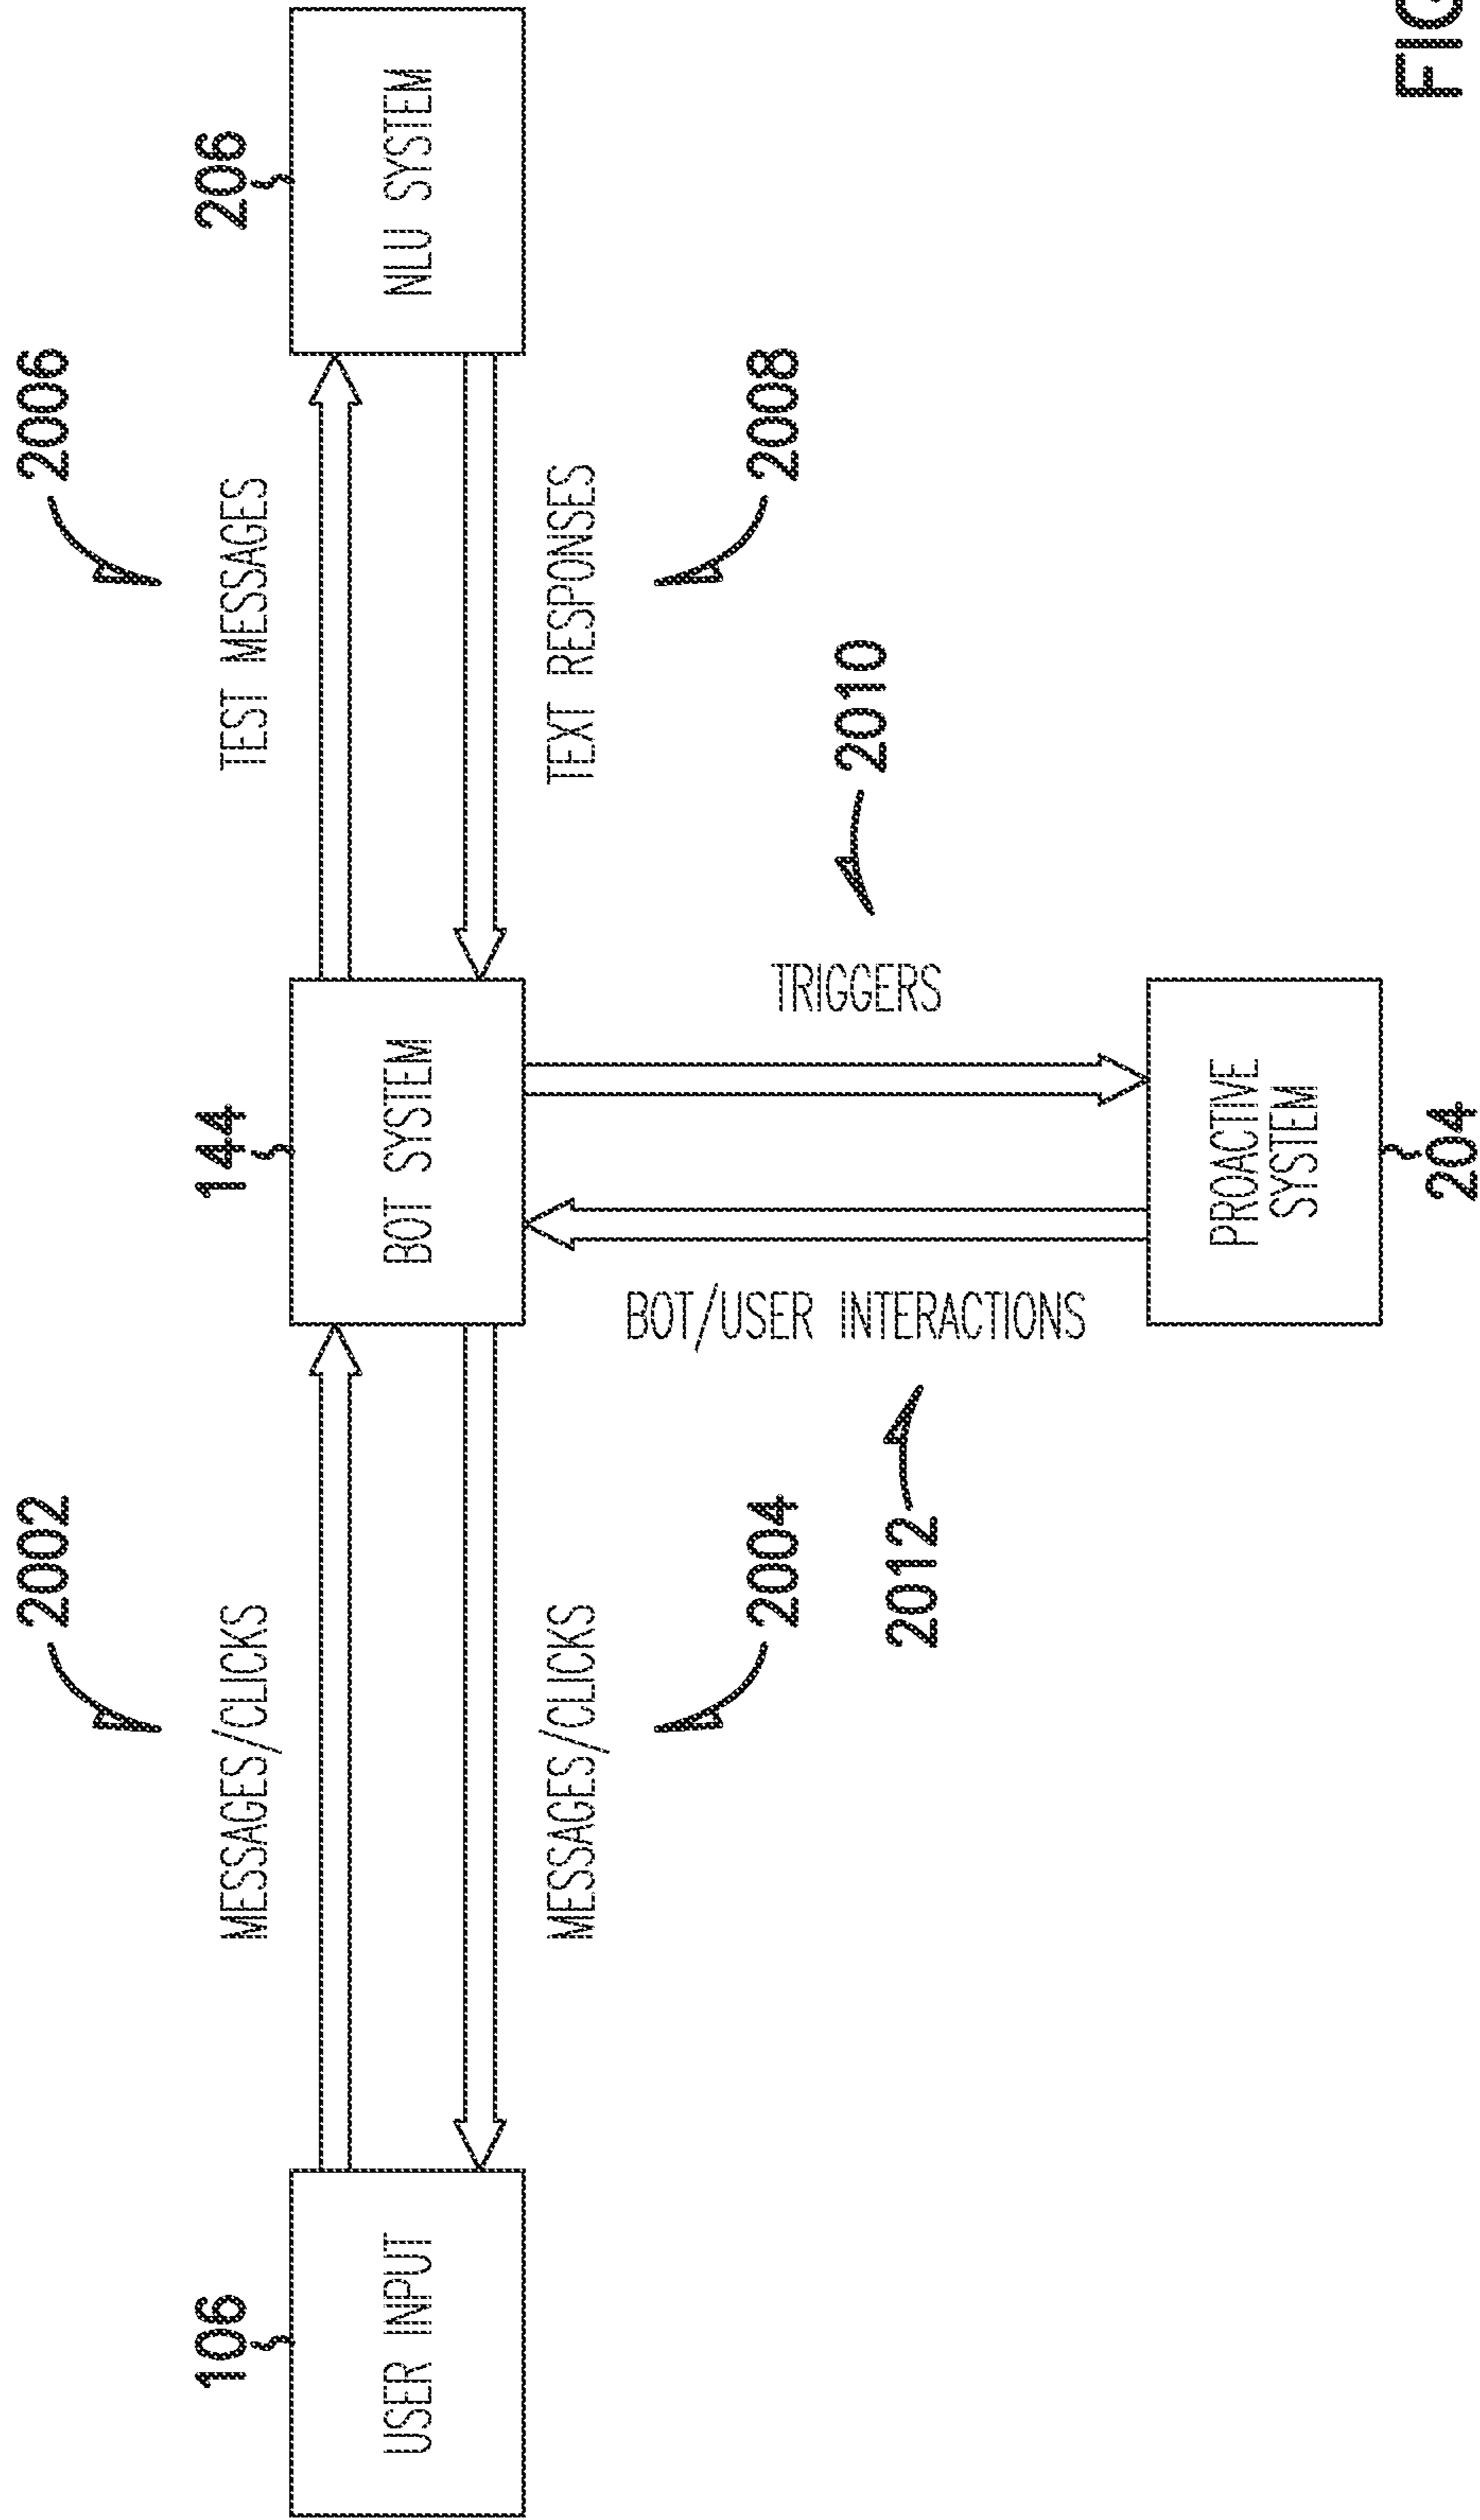 2002
2006
106
144
206
MESSAGES/CLICKS
TEST MESSAGES
USER INPUT
BOT SYSTEM
NLU SYSTEM
MESSAGES/CLICKS
TEXT RESPONSES
2004
2008
BOT/USER INTERACTIONS
TRIGGERS
2012
2010
PROACTIVE
SYSTEM
204